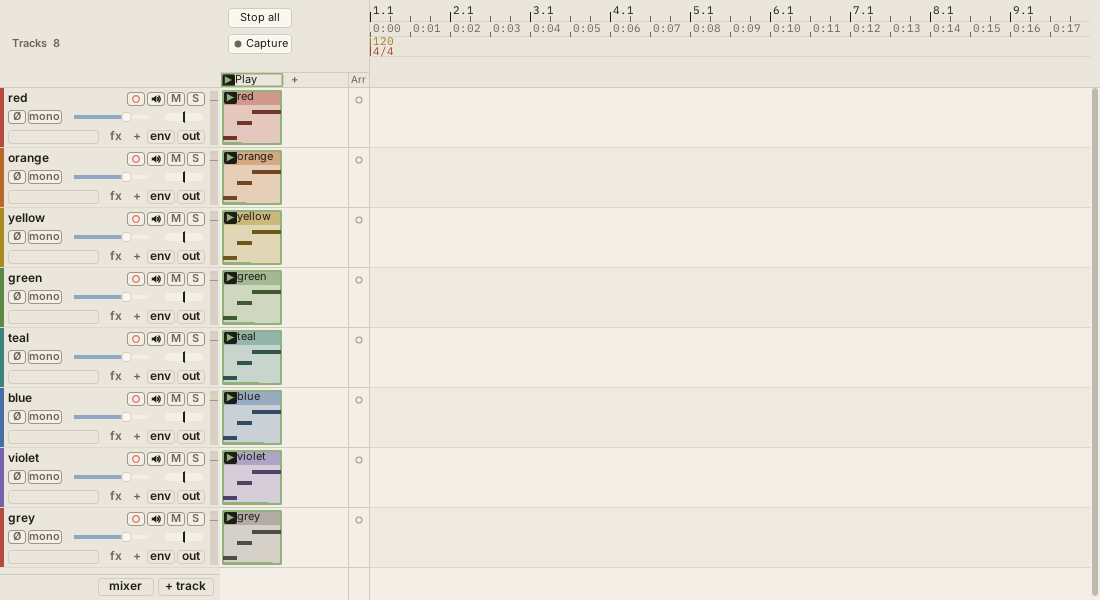 Tracks 8
Stop all
Capture
1.1 2.1 3.1 4.1 5.1 6.1 7.1 8.1 9.1
0:00 0:01 0:02 0:03 0:04 0:05 0:06 0:07 0:08 0:09 0:10 0:11 0:12 0:13 0:14 0:15 0:16 0:17
120
4/4
Play + Arr
red M S red
Ø mono
fx + env out
orange M S orange
Ø mono
fx + env out
yellow M S yellow
Ø mono
fx + env out
green M S green
Ø mono
fx + env out
teal M S teal
Ø mono
fx + env out
blue M S blue
Ø mono
fx + env out
violet M S violet
Ø mono
fx + env out
grey M S grey
Ø mono
fx + env out
mixer + track